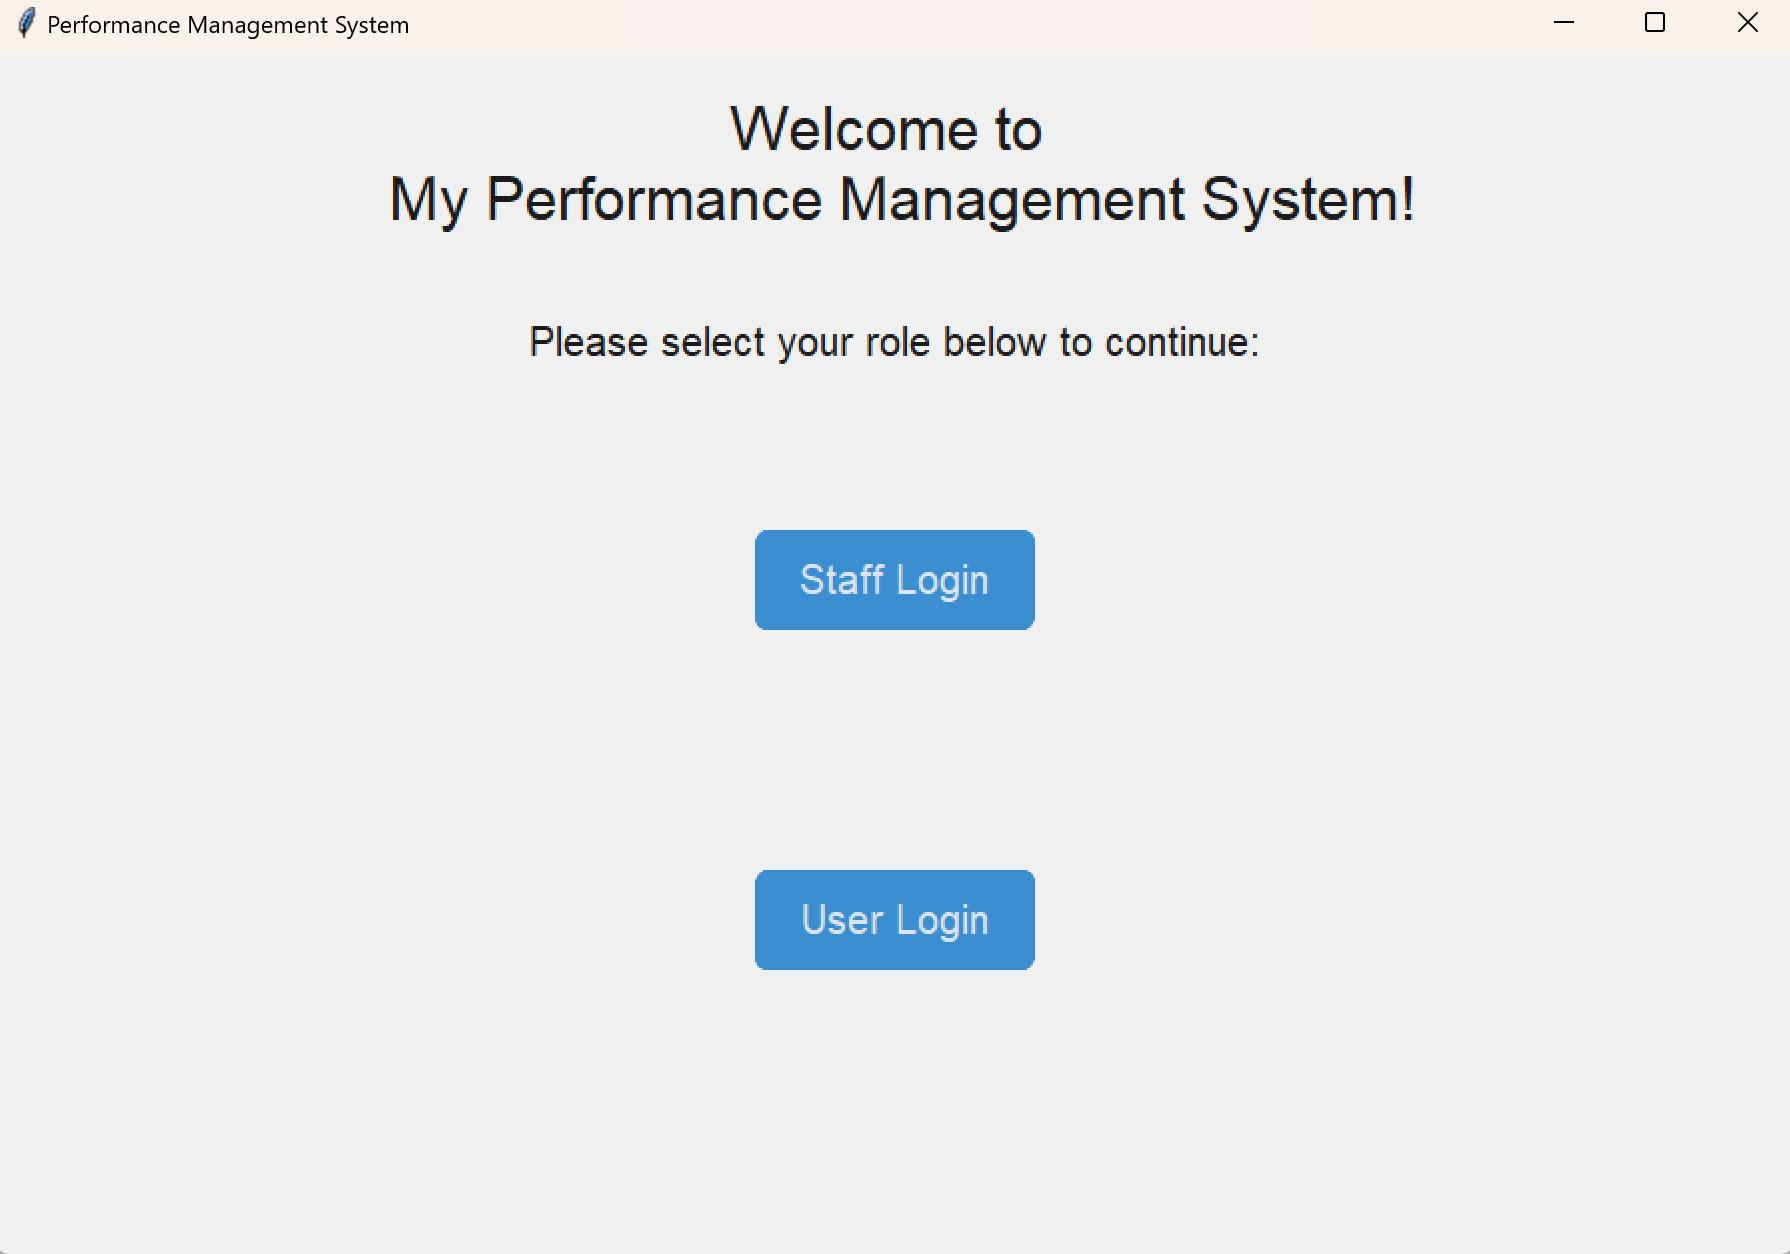 Performance Management System
Welcome to
My Performance Management System!
Please select your role below to continue:
Staff Login
User Login